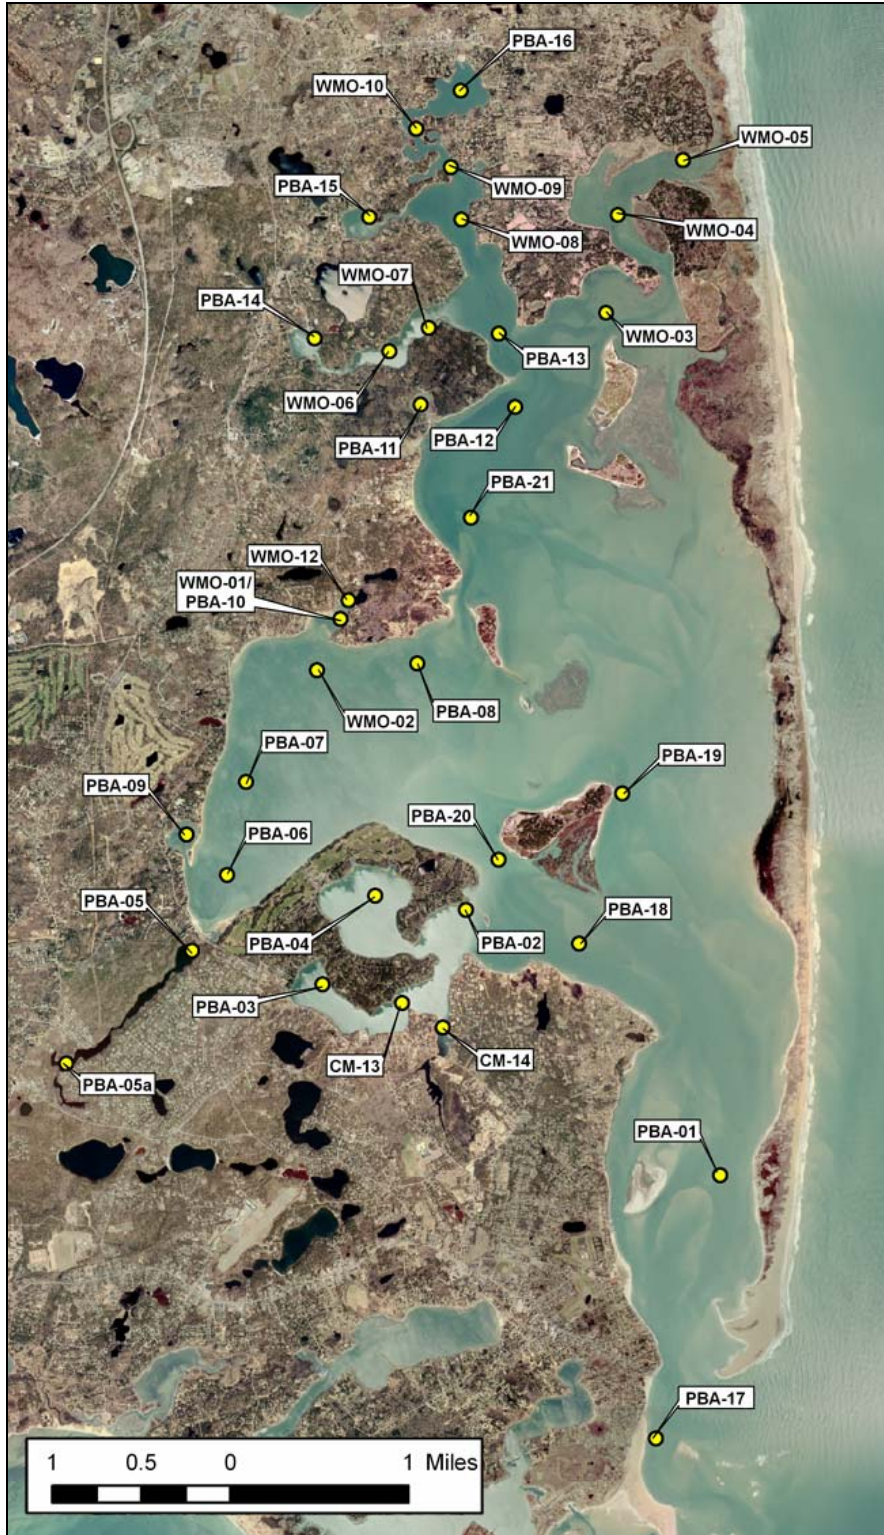 PBA-16
WMO-10
WMO-05
WMO-09
PBA-15
WMO-04
WMO-08
WMO-07
PBA-14
WMO-03
PBA-13
WMO-06
PBA-11
PBA-12
PBA-21
WMO-12
WMO-01/
PBA-10
PBA-08
WMO-02
PBA-07
PBA-19
PBA-09
PBA-20
PBA-06
PBA-05
PBA-18
PBA-04
PBA-02
PBA-03
CM-14
CM-13
PBA-05a
PBA-01
PBA-17
1 0.5 0 1 Miles